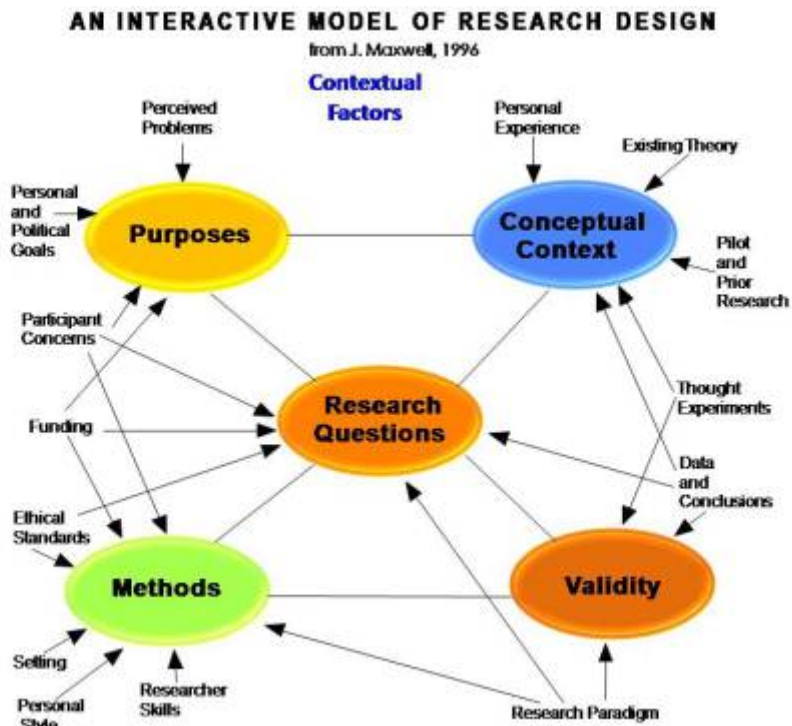 AN INTERACTIVE MODEL OF RESEARCH DESIGN
from J. Maxwell, 1996
Contextual
Factors
Perceived
Problems
Personal
Experience
Existing Theory
Personal
and
Political
Goals
Purposes
Conceptual
Context
Pilot
and
Prior
Research
Participant
Concerns
Research
Questions
Thought
Experiments
Funding
Data
and
Conclusions
Ethical
Standards
Methods
Validity
Setting
Researcher
Skills
Personal
Style
Research Paradigm